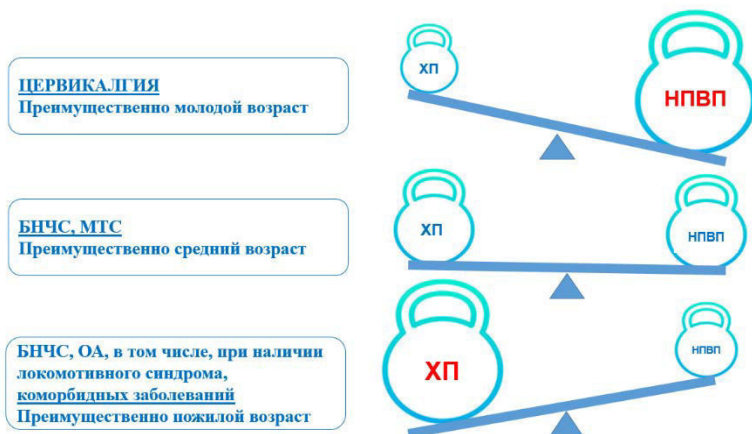 ЦЕРВИКАЛГИЯ
Преимущественно молодой возраст
ХП
НПВП
БНЧС, МТС
Преимущественно средний возраст
ХП
НПВП
БНЧС, ОА, в том числе, при наличии
локомотивного синдрома,
коморбидных заболеваний
Преимущественно пожилой возраст
ХП
НПВП